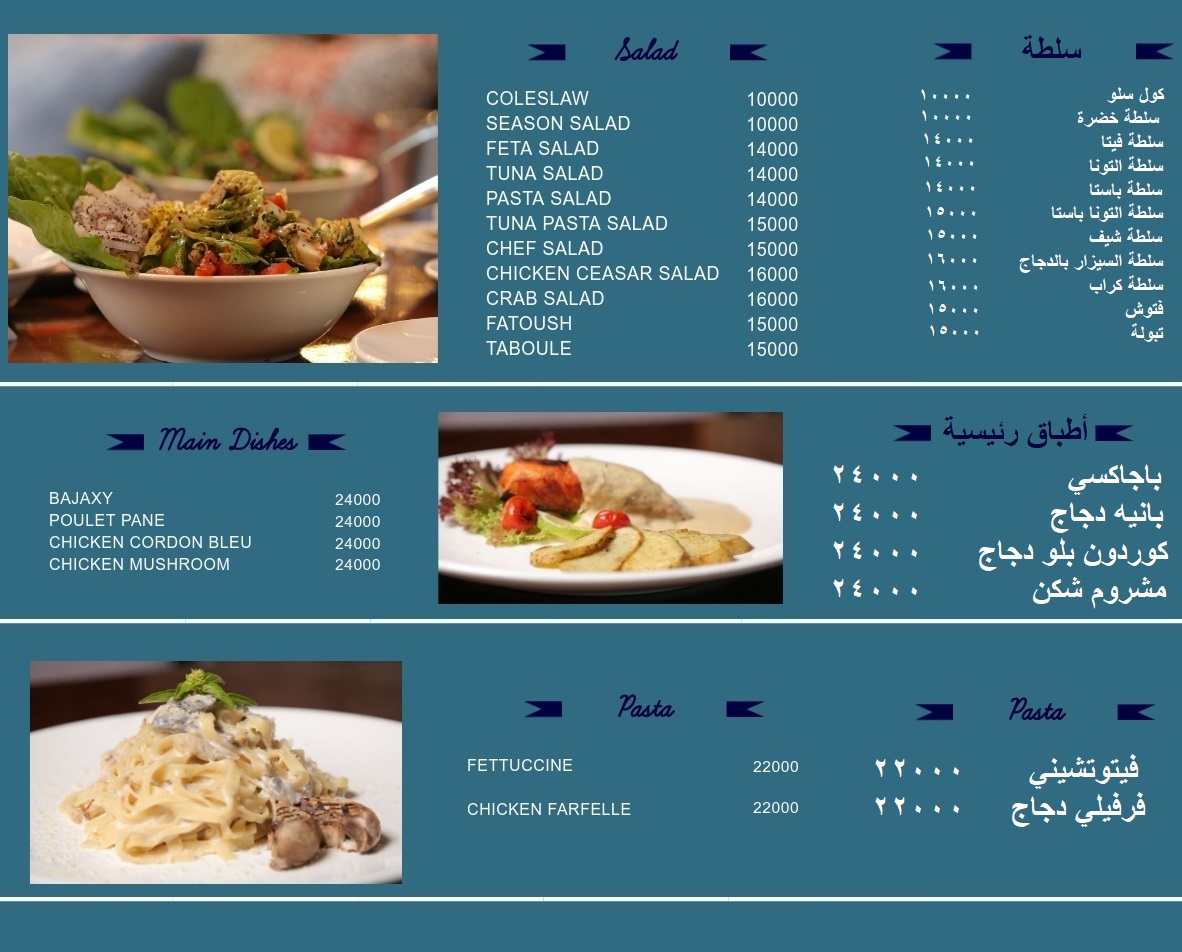 Salad
COLESLAW 10000
SEASON SALAD 10000
FETA SALAD 14000
TUNA SALAD 14000
PASTA SALAD 14000
TUNA PASTA SALAD 15000
CHEF SALAD 15000
CHICKEN CEASAR SALAD 16000
CRAB SALAD 16000
FATOUSH 15000
TABOULE 15000
سلطة
كول سلو ١٠٠٠٠
سلطة خضرة ١٠٠٠٠
سلطة فيتا ١٤٠٠٠
سلطة التونا ١٤٠٠٠
سلطة باستا ١٤٠٠٠
سلطة التونا باستا ١٥٠٠٠
سلطة شيف ١٥٠٠٠
سلطة السيزار بالدجاج ١٦٠٠٠
سلطة كراب ١٦٠٠٠
فتوش ١٥٠٠٠
تبولة ١٥٠٠٠
Main Dishes
BAJAXY 24000
POULET PANE 24000
CHICKEN CORDON BLEU 24000
CHICKEN MUSHROOM 24000
أطباق رئيسية
باجاكسي ٢٤٠٠٠
بانيه دجاج ٢٤٠٠٠
كوردون بلو دجاج ٢٤٠٠٠
مشروم شكن ٢٤٠٠٠
Pasta
FETTUCCINE 22000
CHICKEN FARFELLE 22000
Pasta
فيتوتشيني ٢٢٠٠٠
فرفيلي دجاج ٢٢٠٠٠